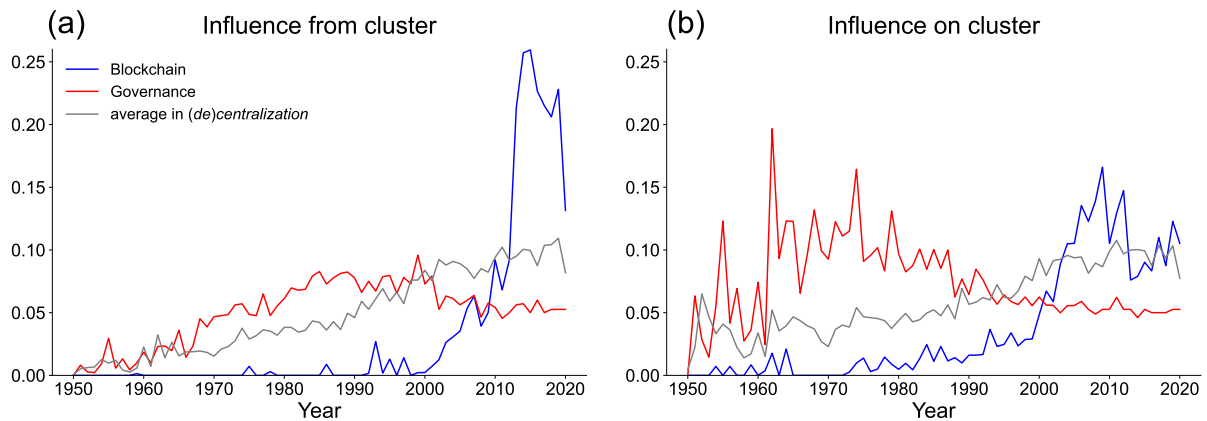 (a)
Influence from cluster
0.25
0.20
0.15
0.10
0.05
0.00
Blockchain
Governance
average in (de)centralization
1950 1960 1970 1980 1990 2000 2010 2020
Year
(b)
Influence on cluster
0.25
0.20
0.15
0.10
0.05
0.00
1950 1960 1970 1980 1990 2000 2010 2020
Year